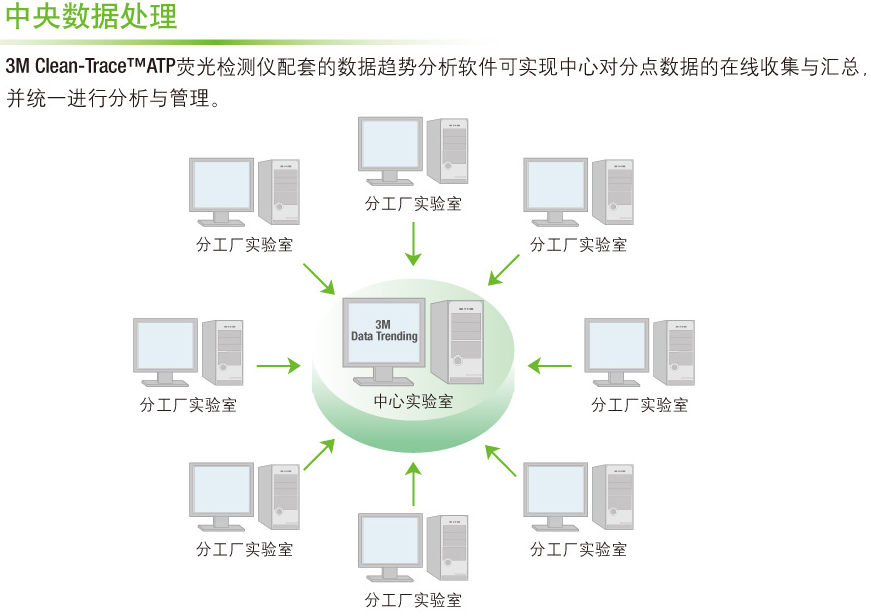 中央数据处理
3M Clean-Trace™ATP荧光检测仪配套的数据趋势分析软件可实现中心对分点数据的在线收集与汇总，
并统一进行分析与管理。
分工厂实验室
分工厂实验室
分工厂实验室
3M
Data Trending
中心实验室
分工厂实验室
分工厂实验室
分工厂实验室
分工厂实验室
分工厂实验室